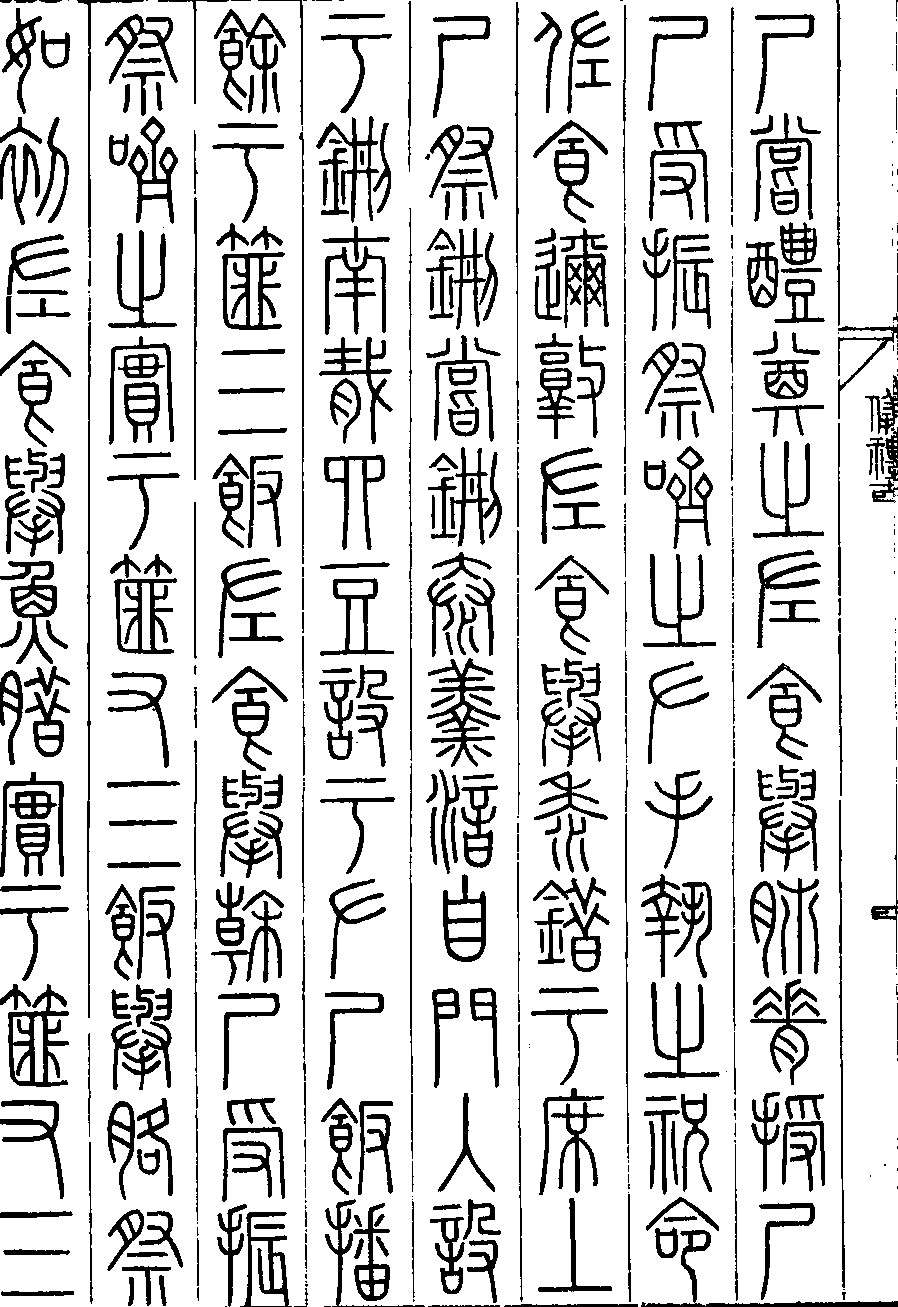 尸嘗醴奠之左食舉肺脊授尸
尸受振祭嚌之𠂇手執之祝命
佐食邇敦左食舉黍錯于席上
尸祭鉶嘗鉶泰羹湆自門入設
于鉶南胾四豆設于𠂇尸飯播
餘于篚三飯左食舉幹尸受振
祭嚌之實于篚又三飯舉胳祭
如初左食舉魚腊實于篚又三
儀禮